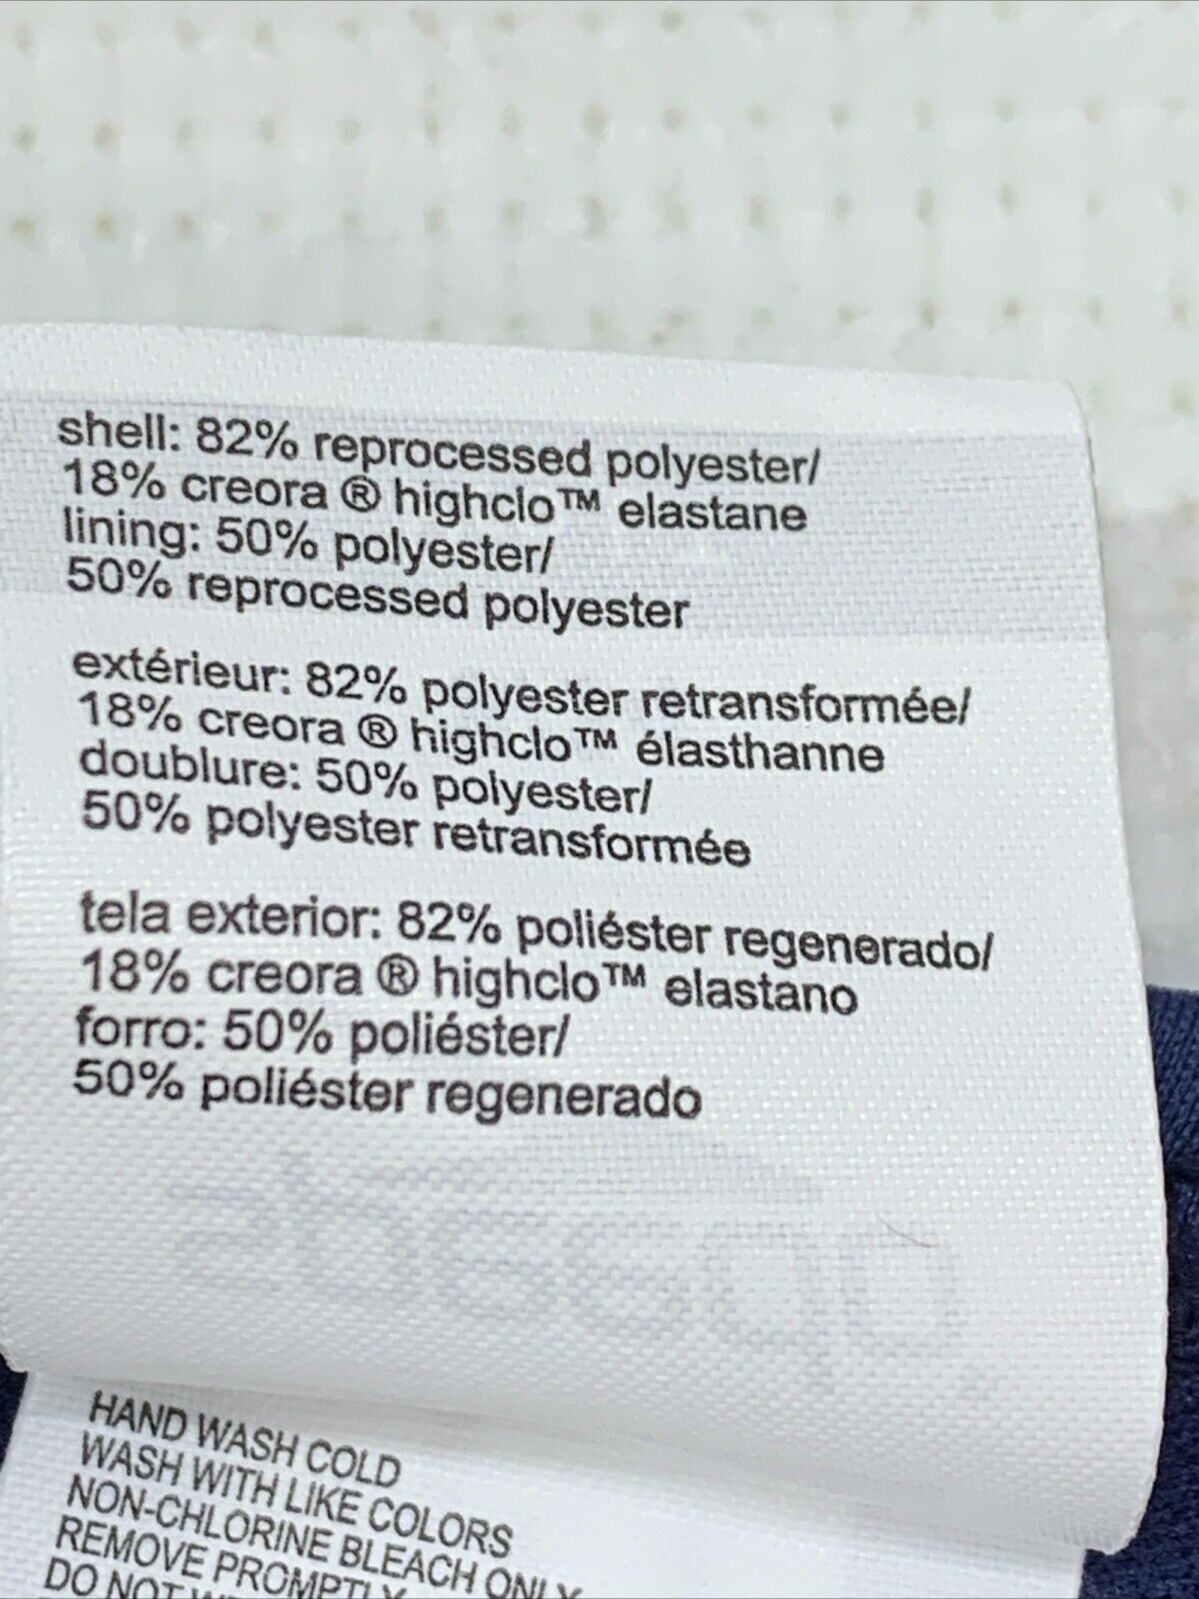 shell: 82% reprocessed polyester/
18% creora ® highclo™ elastane
lining: 50% polyester/
50% reprocessed polyester
extérieur: 82% polyester retransformée/
18% creora ® highclo™ élasthanne
doublure: 50% polyester/
50% polyester retransformée
tela exterior: 82% poliéster regenerado/
18% creora ® highclo™ elastano
forro: 50% poliéster/
50% poliéster regenerado
HAND WASH COLD
WASH WITH LIKE COLORS
NON-CHLORINE BLEACH ONLY
REMOVE PROMPTLY
DO NOT